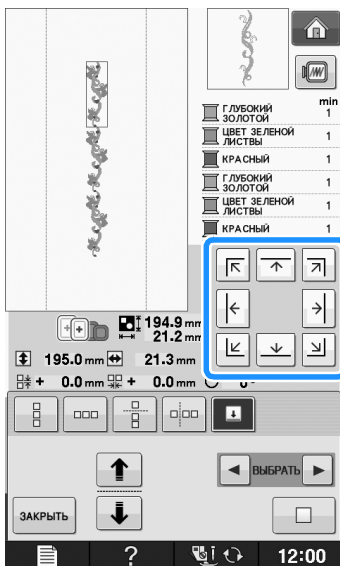 min
ГЛУБОКИЙ
ЗОЛОТОЙ
1
ЦВЕТ ЗЕЛЕНОЙ
ЛИСТВЫ
1
КРАСНЫЙ
1
ГЛУБОКИЙ
ЗОЛОТОЙ
1
ЦВЕТ ЗЕЛЕНОЙ
ЛИСТВЫ
1
КРАСНЫЙ
1
194.9 mm
21.2 mm
195.0 mm 21.3 mm
+ 0.0 mm + 0.0 mm
ВЫБРАТЬ
ЗАКРЫТЬ
? 12:00